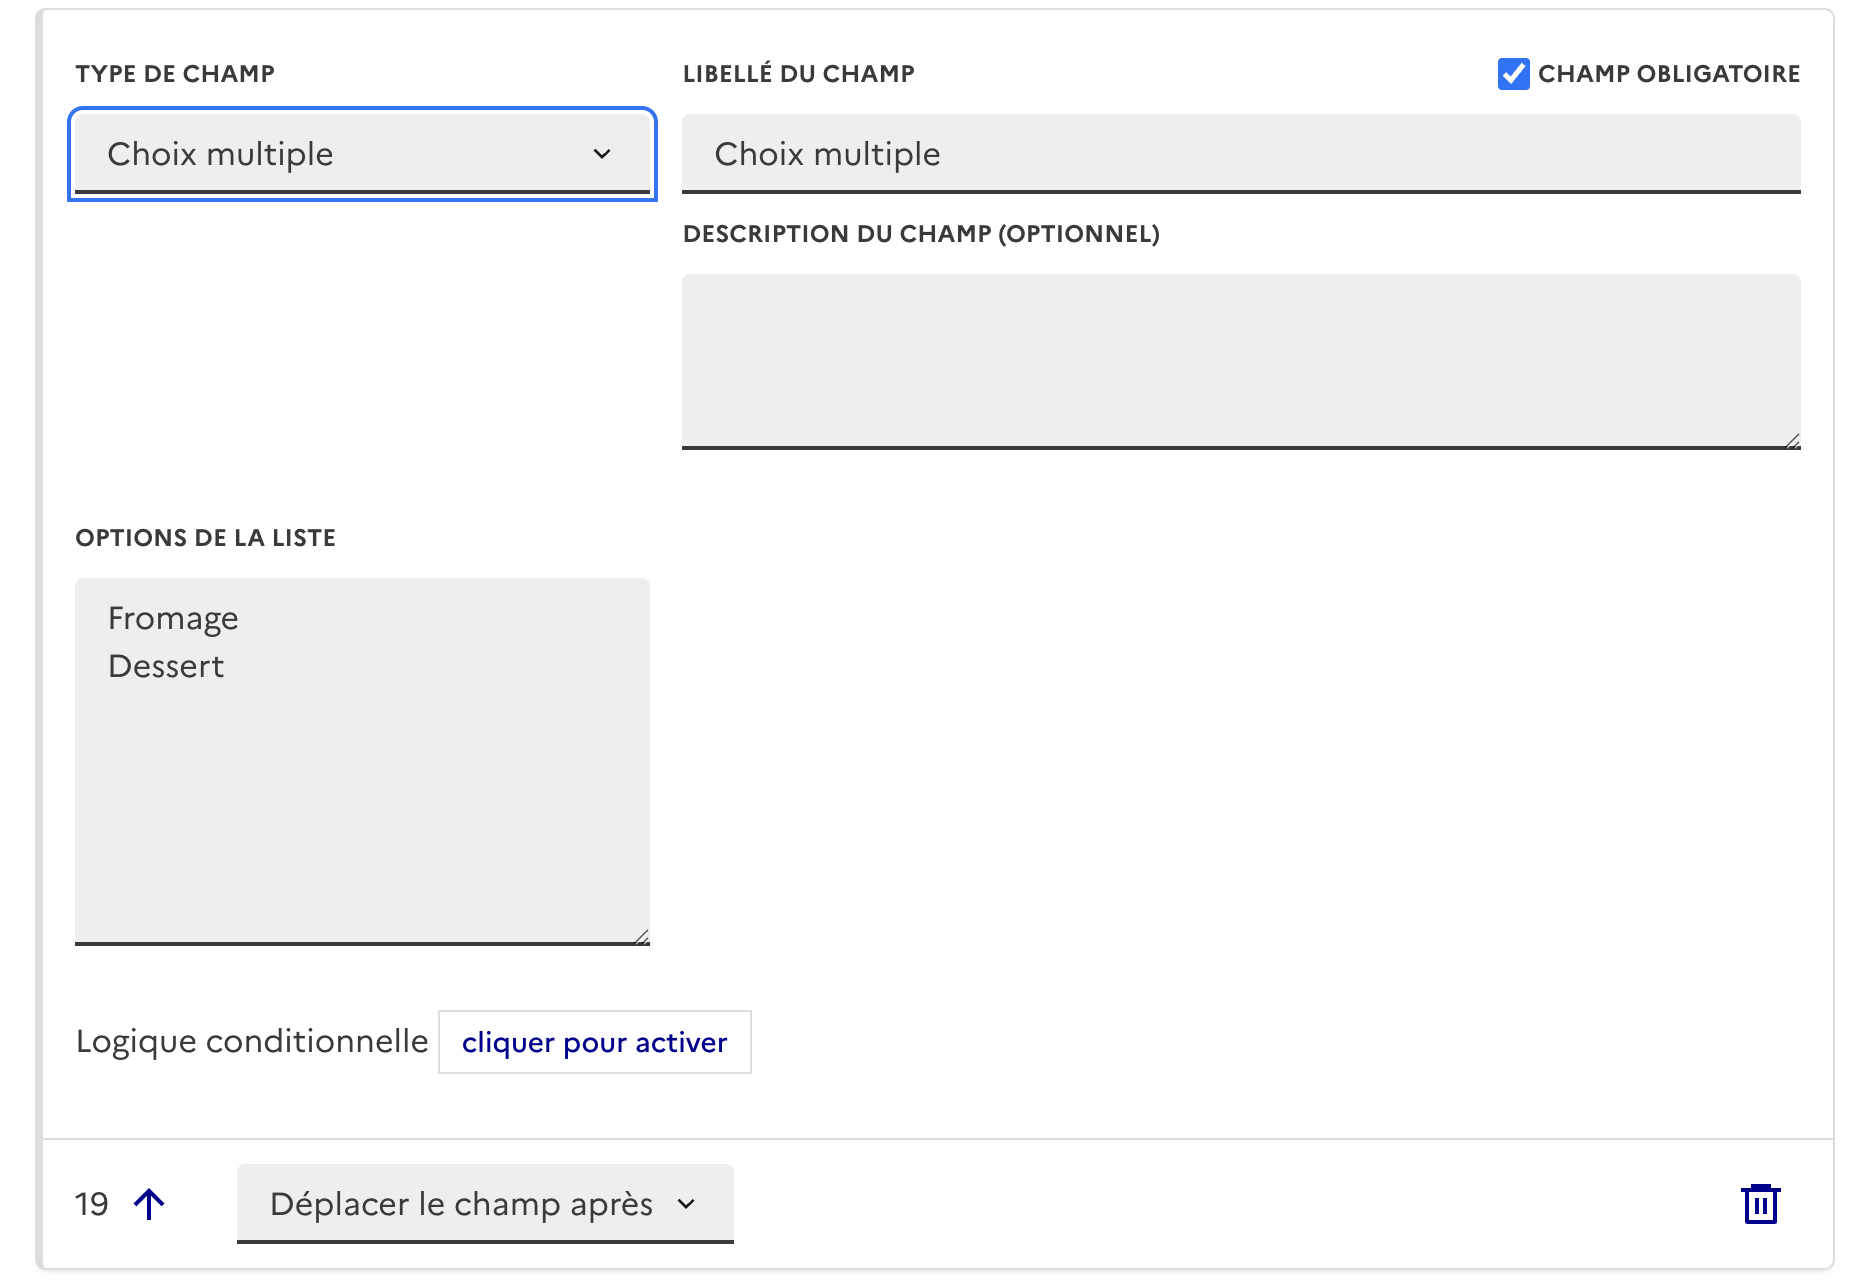 TYPE DE CHAMP
Choix multiple
LIBELLÉ DU CHAMP
CHAMP OBLIGATOIRE
Choix multiple
DESCRIPTION DU CHAMP (OPTIONNEL)
OPTIONS DE LA LISTE
Fromage
Dessert
Logique conditionnelle cliquer pour activer
19 Déplacer le champ après